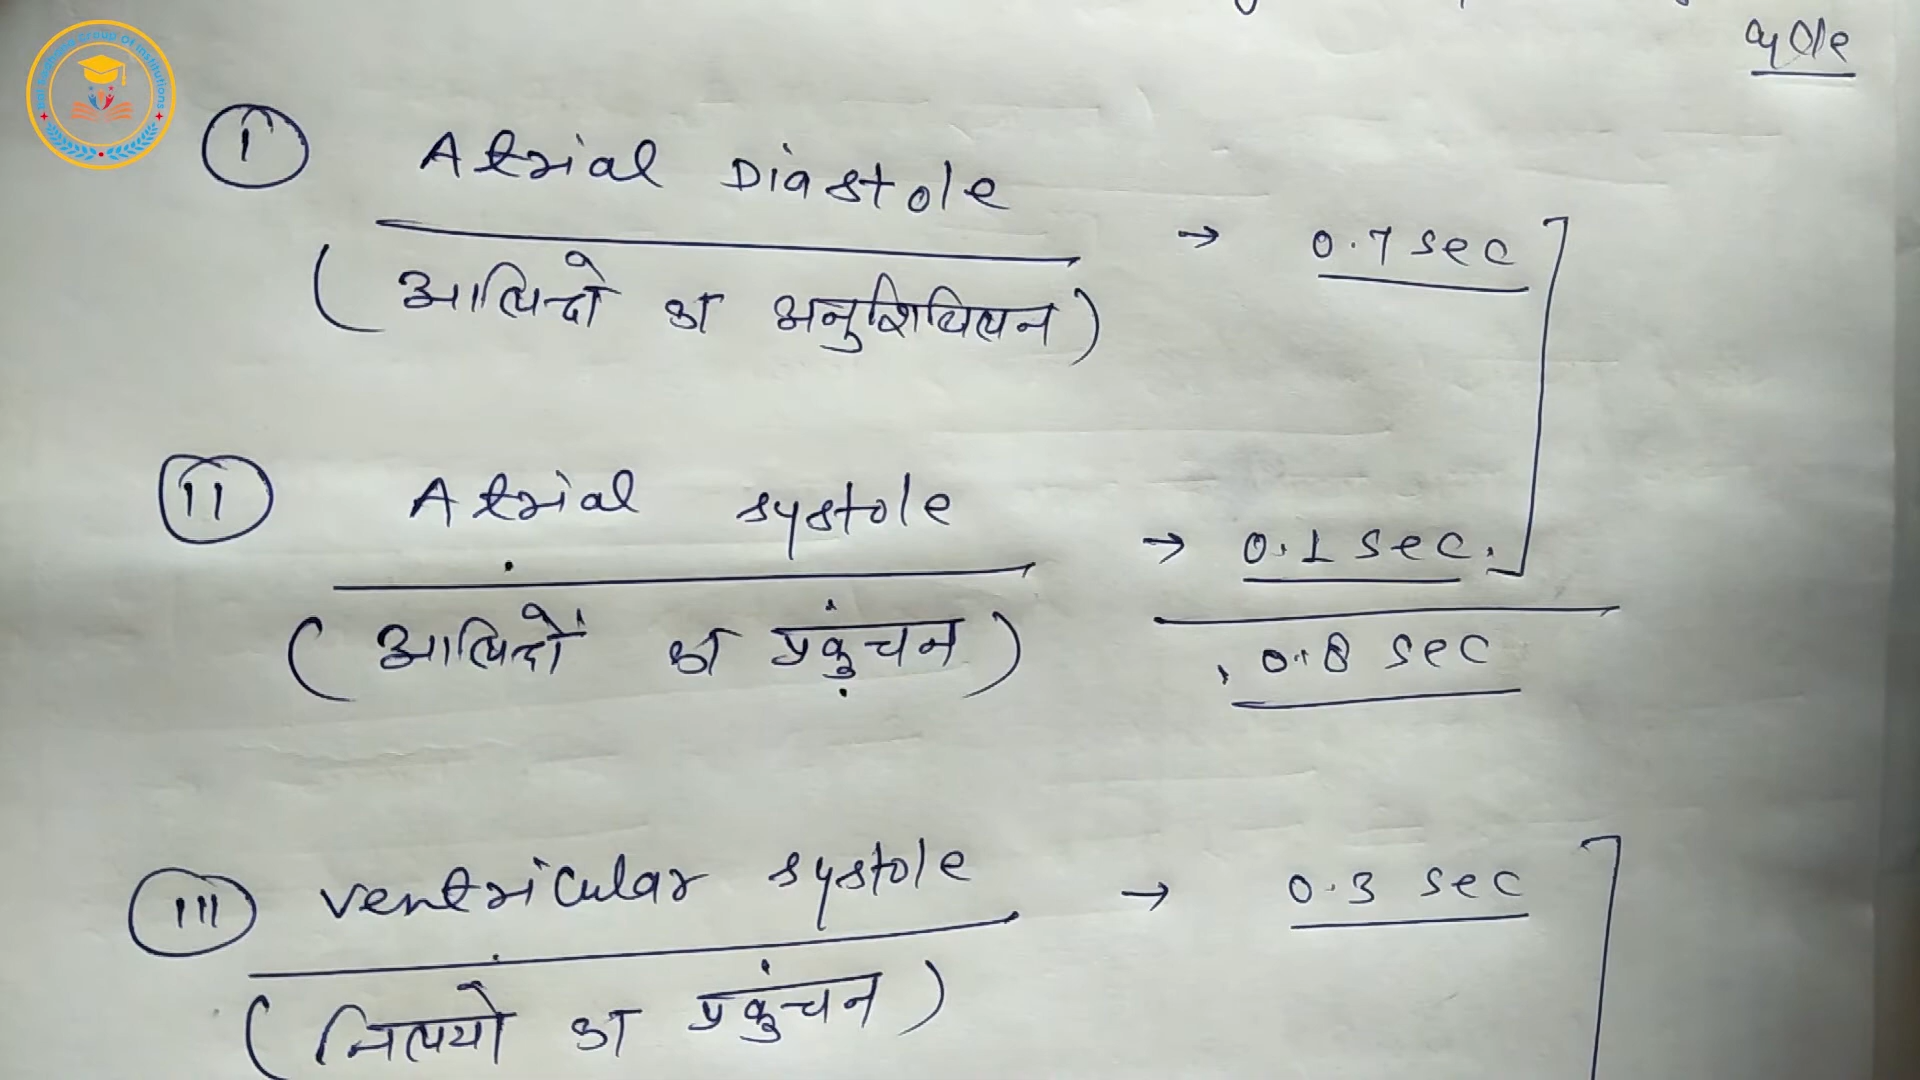 cycle
I Atrial Diastole → 0.7 sec
(आलिन्दो का अनुशिथिलन)
II Atrial systole → 0.1 sec.
0.8 sec
(आलिन्दों का प्रकुंचन)
III ventricular systole → 0.3 sec
(निलयो का प्रकुंचन)